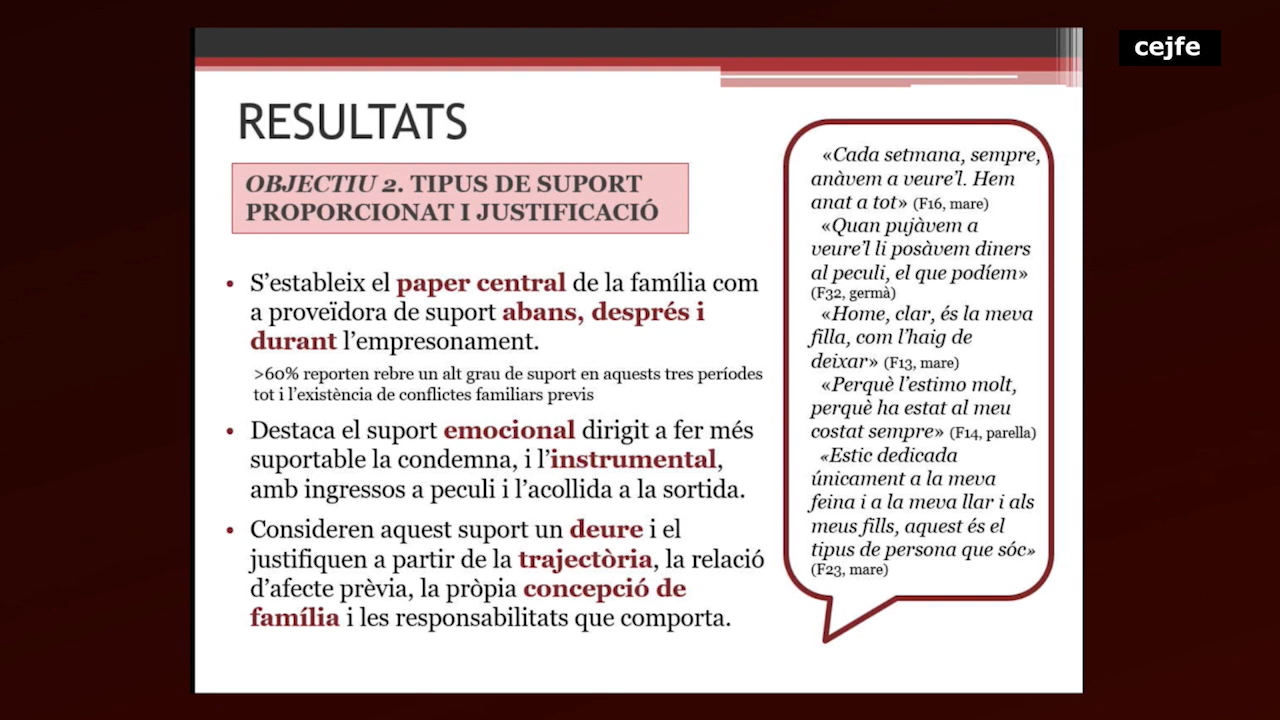 cejfe
RESULTATS
OBJECTIU 2. TIPUS DE SUPORT
PROPORCIONAT I JUSTIFICACIÓ
• S'estableix el paper central de la família com
a proveïdora de suport abans, després i
durant l'empresonament.
>60% reporten rebre un alt grau de suport en aquests tres períodes
tot i l'existència de conflictes familiars previs
• Destaca el suport emocional dirigit a fer més
suportable la condemna, i l'instrumental,
amb ingressos a peculi i l'acollida a la sortida.
• Consideren aquest suport un deure i el
justifiquen a partir de la trajectòria, la relació
d'afecte prèvia, la pròpia concepció de
família i les responsabilitats que comporta.
«Cada setmana, sempre,
anàvem a veure'l. Hem
anat a tot» (F16, mare)
«Quan pujàvem a
veure'l li posàvem diners
al peculi, el que podíem»
(F32, germà)
«Home, clar, és la meva
filla, com l'haig de
deixar» (F13, mare)
«Perquè l'estimo molt,
perquè ha estat al meu
costat sempre» (F14, parella)
«Estic dedicada
únicament a la meva
feina i a la meva llar i als
meus fills, aquest és el
tipus de persona que sóc»
(F23, mare)